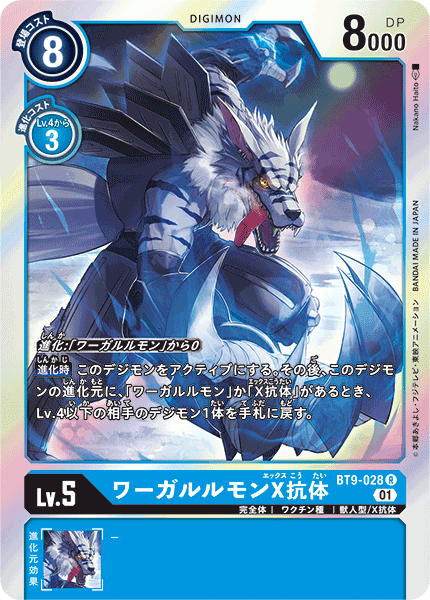 登場コスト
8
DIGIMON
DP
8000
進化コスト
Lv.4から
3
Nakano Haito
BANDAI MADE IN JAPAN
©本郷あきよし・フジテレビ・東映アニメーション
進化:「ワーガルルモン」から0
進化時 このデジモンをアクティブにする。その後、このデジモ
ンの進化元に、「ワーガルルモン」か「X抗体」があるとき、
Lv.4以下の相手のデジモン1体を手札に戻す。
Lv.5
ワーガルルモンX抗体
BT9-028 R
01
完全体 | ワクチン種 | 獣人型/X抗体
進化元効果
–